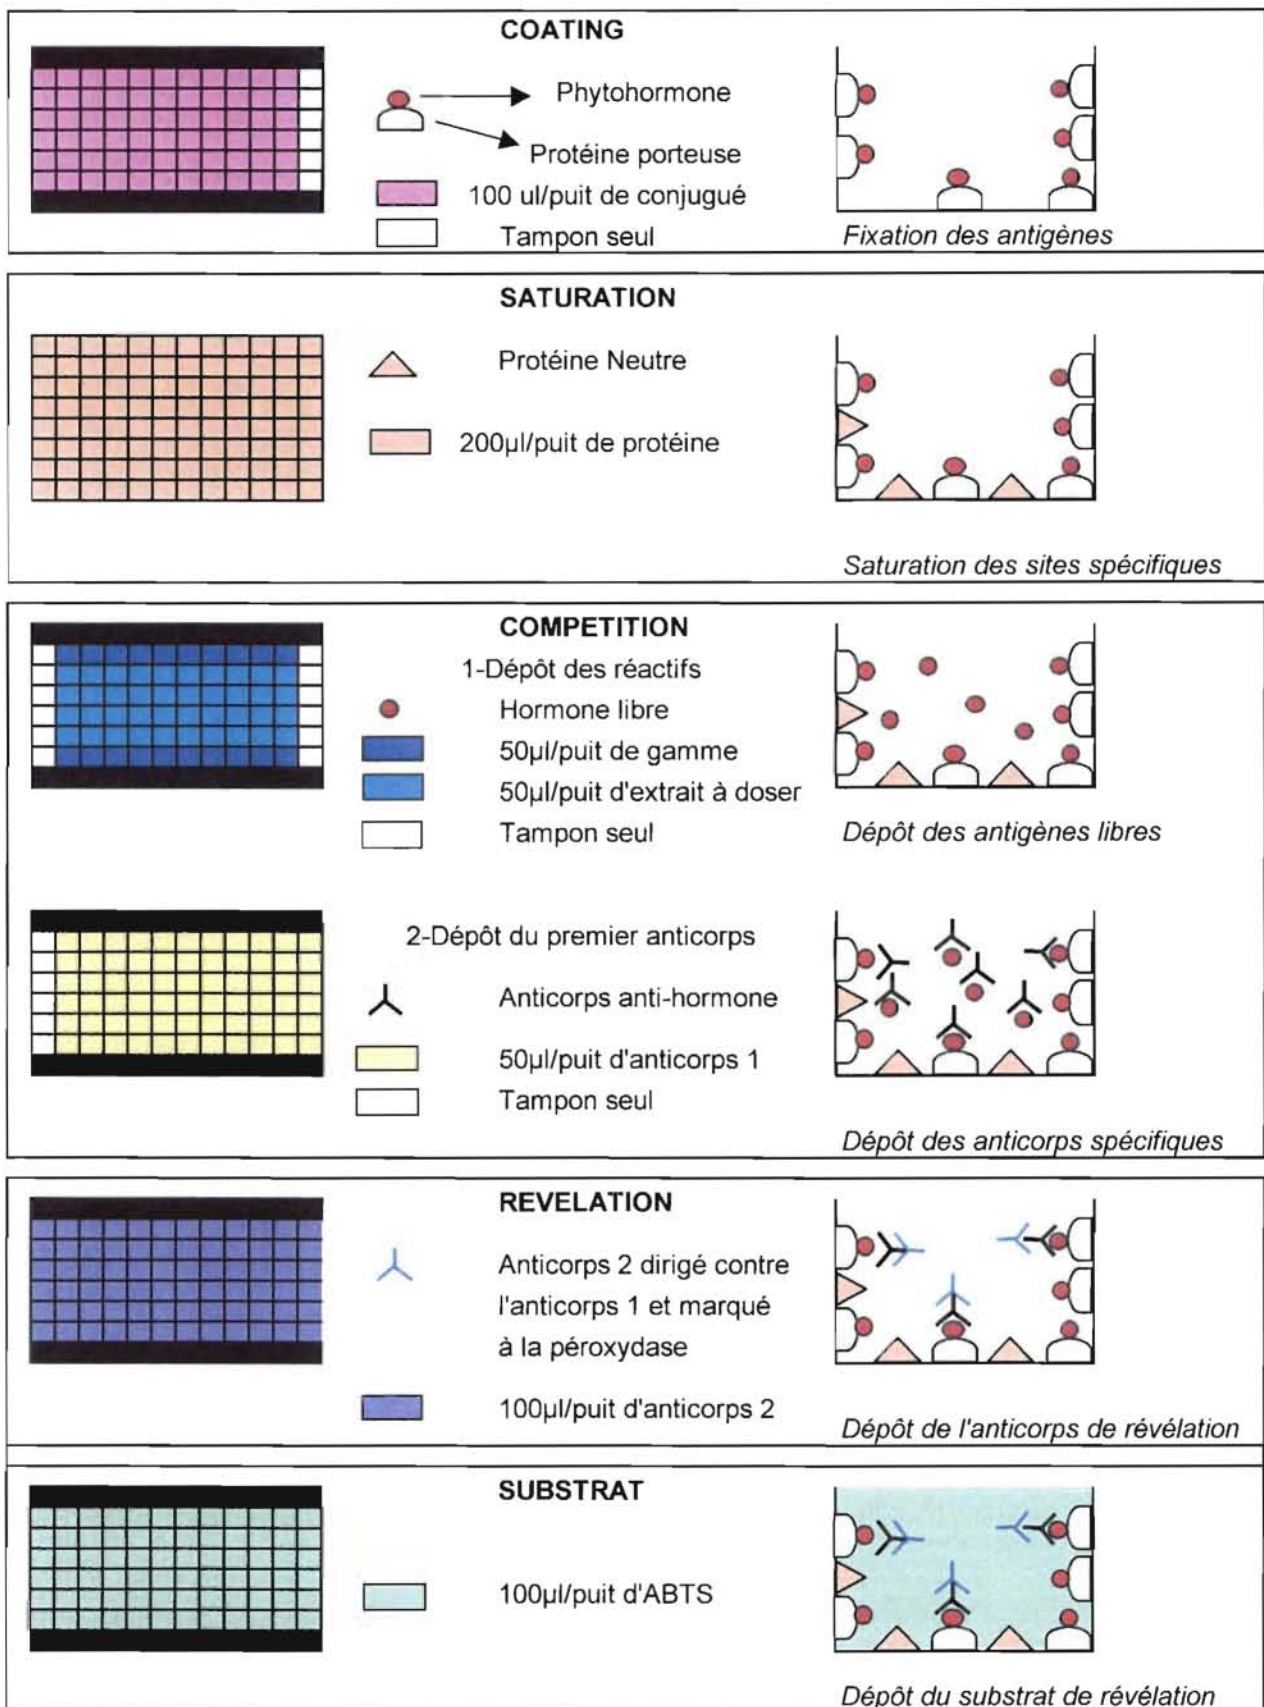 COATING
Phytohormone
Protéine porteuse
100 ul/puit de conjugué
Tampon seul
Fixation des antigènes
SATURATION
Protéine Neutre
200µl/puit de protéine
Saturation des sites spécifiques
COMPETITION
1-Dépôt des réactifs
Hormone libre
50µl/puit de gamme
50µl/puit d'extrait à doser
Tampon seul
Dépôt des antigènes libres
2-Dépôt du premier anticorps
Anticorps anti-hormone
50µl/puit d'anticorps 1
Tampon seul
Dépôt des anticorps spécifiques
REVELATION
Anticorps 2 dirigé contre
l'anticorps 1 et marqué
à la péroxydase
100µl/puit d'anticorps 2
Dépôt de l'anticorps de révélation
SUBSTRAT
100µl/puit d'ABTS
Dépôt du substrat de révélation